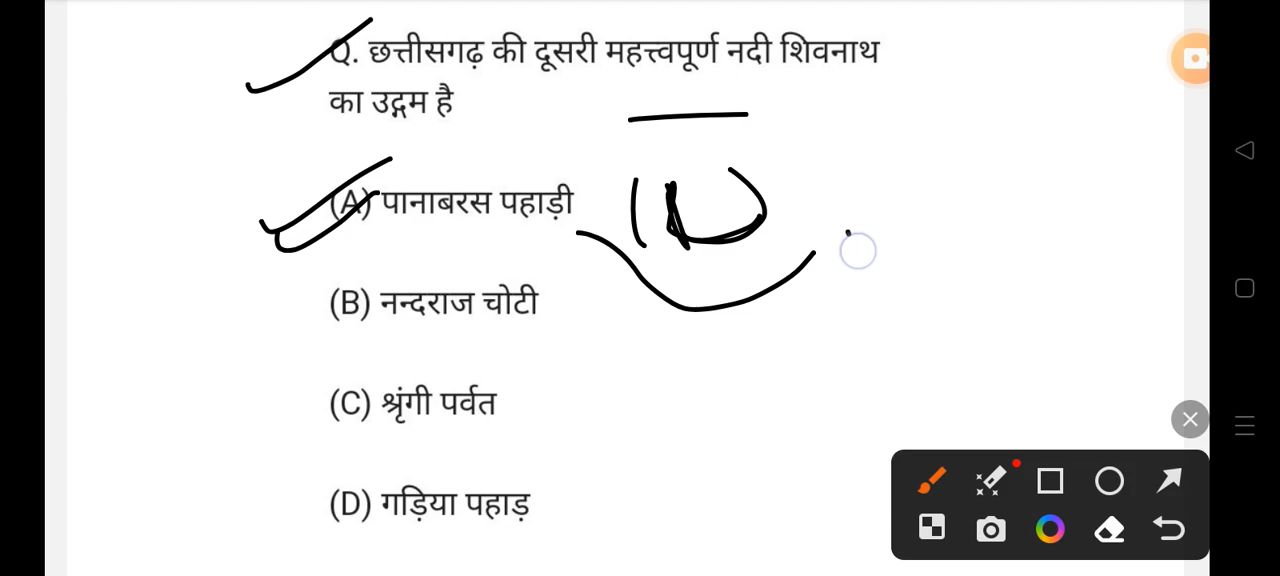 Q. छत्तीसगढ़ की दूसरी महत्त्वपूर्ण नदी शिवनाथ
का उद्गम है
(A) पानाबरस पहाड़ी
(B) नन्दराज चोटी
(C) श्रृंगी पर्वत
(D) गड़िया पहाड़